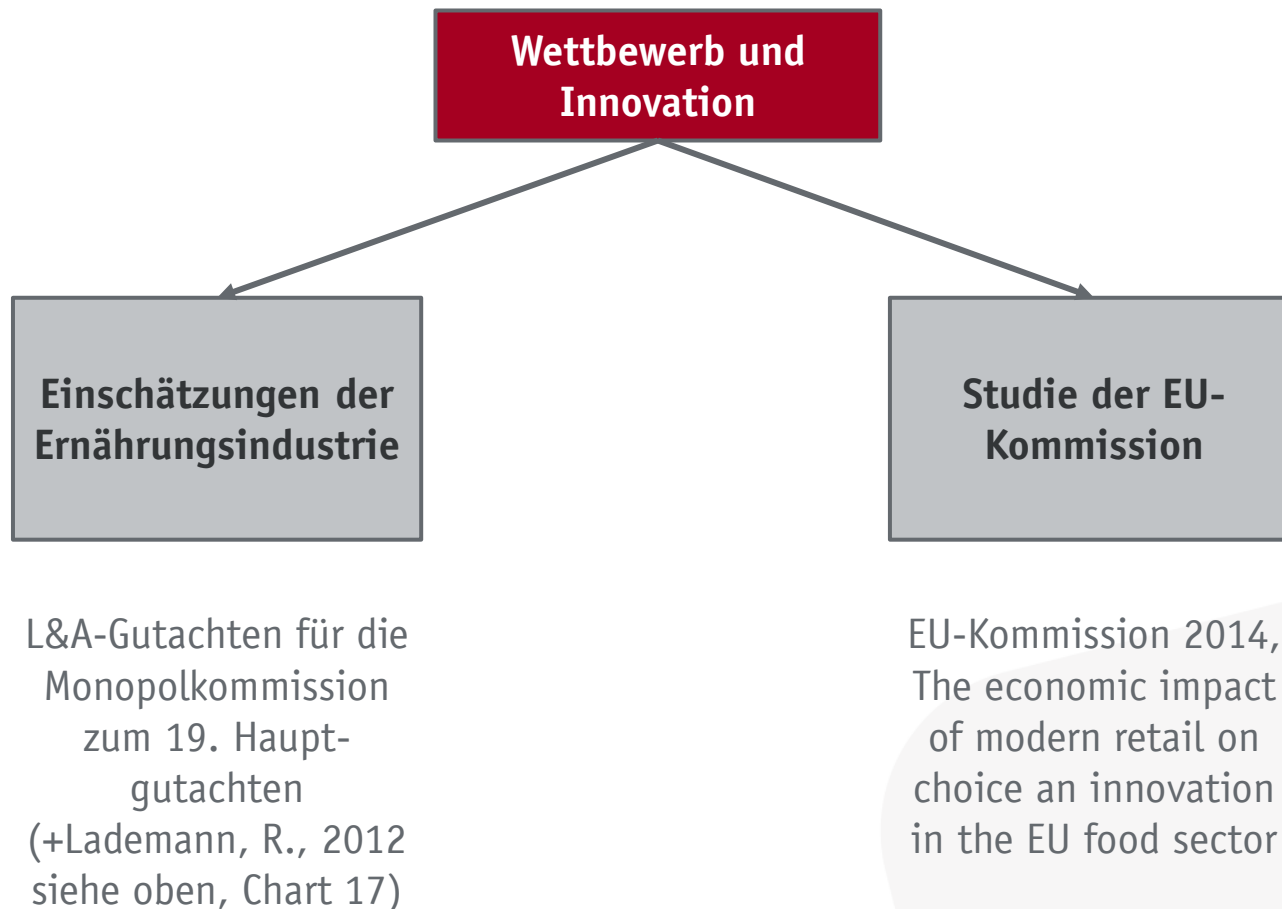 Wettbewerb und
Innovation
Einschätzungen der
Ernährungsindustrie
Studie der EU-
Kommission
L&A-Gutachten für die
Monopolkommission
zum 19. Haupt-
gutachten
(+Lademann, R., 2012
siehe oben, Chart 17)
EU-Kommission 2014,
The economic impact
of modern retail on
choice an innovation
in the EU food sector